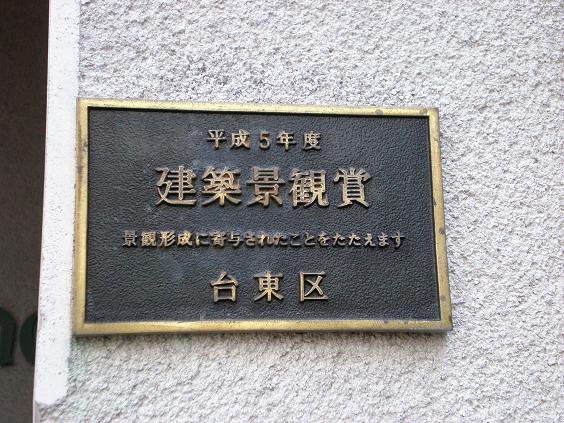 平成5年度
建築景観賞
景観形成に寄与されたことをたたえます
台東区